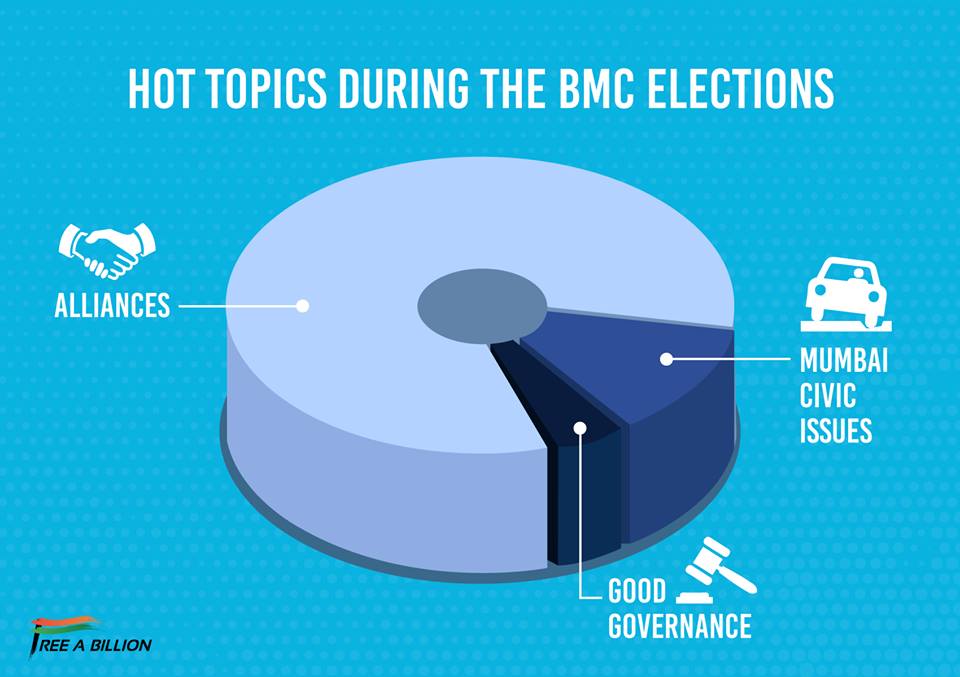 HOT TOPICS DURING THE BMC ELECTIONS
ALLIANCES
MUMBAI
CIVIC
ISSUES
GOOD
GOVERNANCE
FREE A BILLION